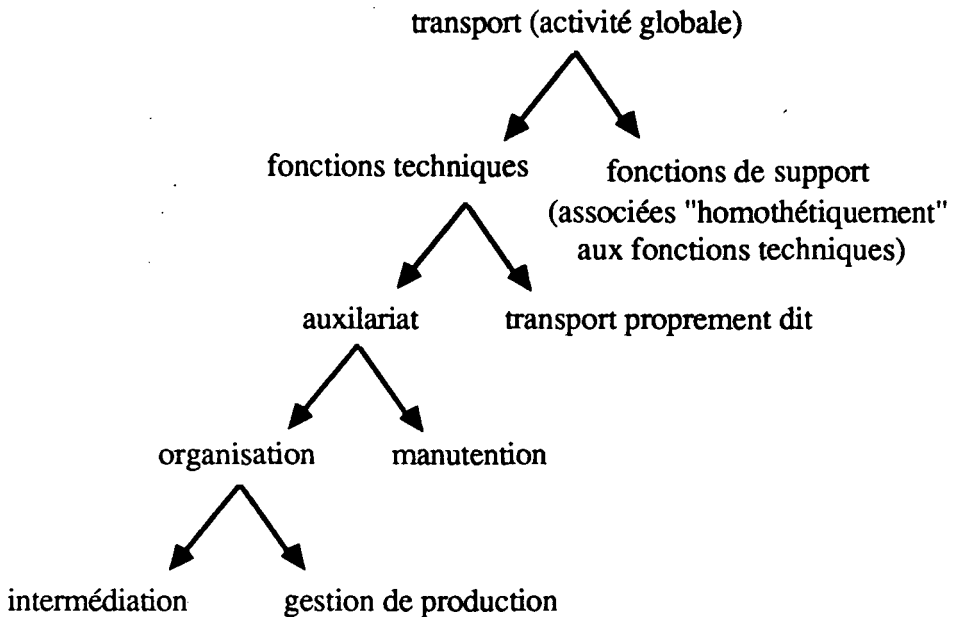 transport (activité globale)
fonctions techniques
fonctions de support
(associées "homothétiquement"
aux fonctions techniques)
auxilariat
transport proprement dit
organisation
manutention
intermédiation
gestion de production